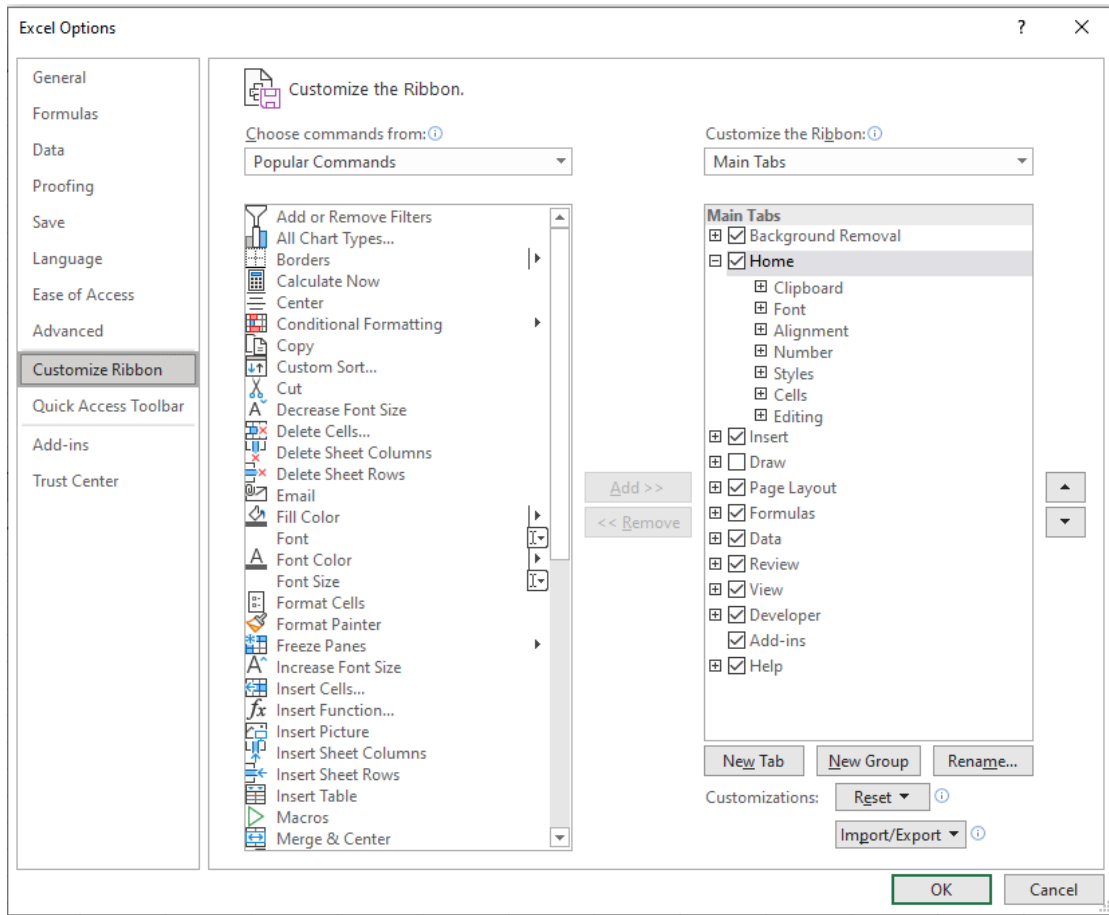 Excel Options
?
General
Formulas
Data
Proofing
Save
Language
Ease of Access
Advanced
Customize Ribbon
Quick Access Toolbar
Add-ins
Trust Center
Customize the Ribbon.
Choose commands from:
Popular Commands
Add or Remove Filters
All Chart Types...
Borders
Calculate Now
Center
Conditional Formatting
Copy
Custom Sort...
Cut
Decrease Font Size
Delete Cells...
Delete Sheet Columns
Delete Sheet Rows
Email
Fill Color
Font
Font Color
Font Size
Format Cells
Format Painter
Freeze Panes
Increase Font Size
Insert Cells...
Insert Function...
Insert Picture
Insert Sheet Columns
Insert Sheet Rows
Insert Table
Macros
Merge & Center
Add >>
<< Remove
Customize the Ribbon:
Main Tabs
Main Tabs
Background Removal
Home
Clipboard
Font
Alignment
Number
Styles
Cells
Editing
Insert
Draw
Page Layout
Formulas
Data
Review
View
Developer
Add-ins
Help
New Tab
New Group
Rename...
Customizations:
Reset
Import/Export
OK
Cancel